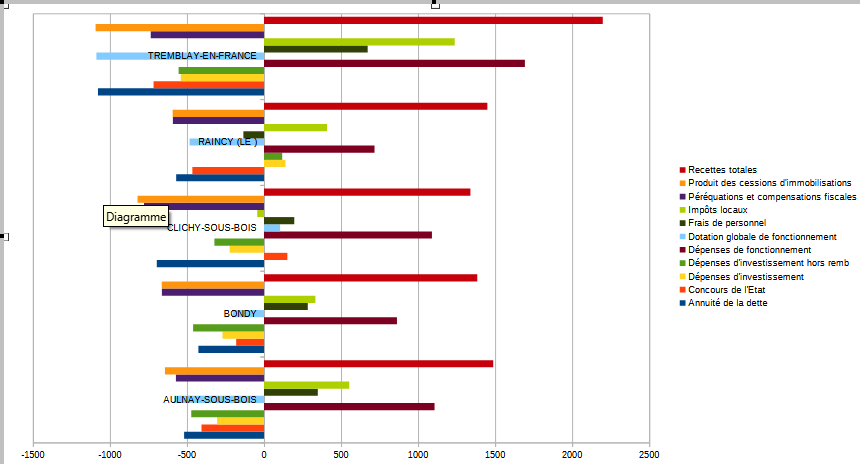 TREMBLAY-EN-FRANCE
RAINCY (LE )
Diagramme
CLICHY-SOUS-BOIS
BONDY
AULNAY-SOUS-BOIS
-1500 -1000 -500 0 500 1000 1500 2000 2500
Recettes totales
Produit des cessions d'immobilisations
Péréquations et compensations fiscales
Impôts locaux
Frais de personnel
Dotation globale de fonctionnement
Dépenses de fonctionnement
Dépenses d'investissement hors remb
Dépenses d'investissement
Concours de l'Etat
Annuité de la dette